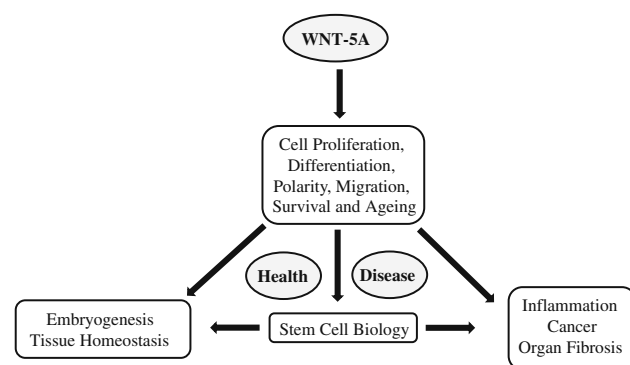 WNT-5A
Cell Proliferation,
Differentiation,
Polarity, Migration,
Survival and Ageing
Health
Disease
Embryogenesis
Tissue Homeostasis
Stem Cell Biology
Inflammation
Cancer
Organ Fibrosis